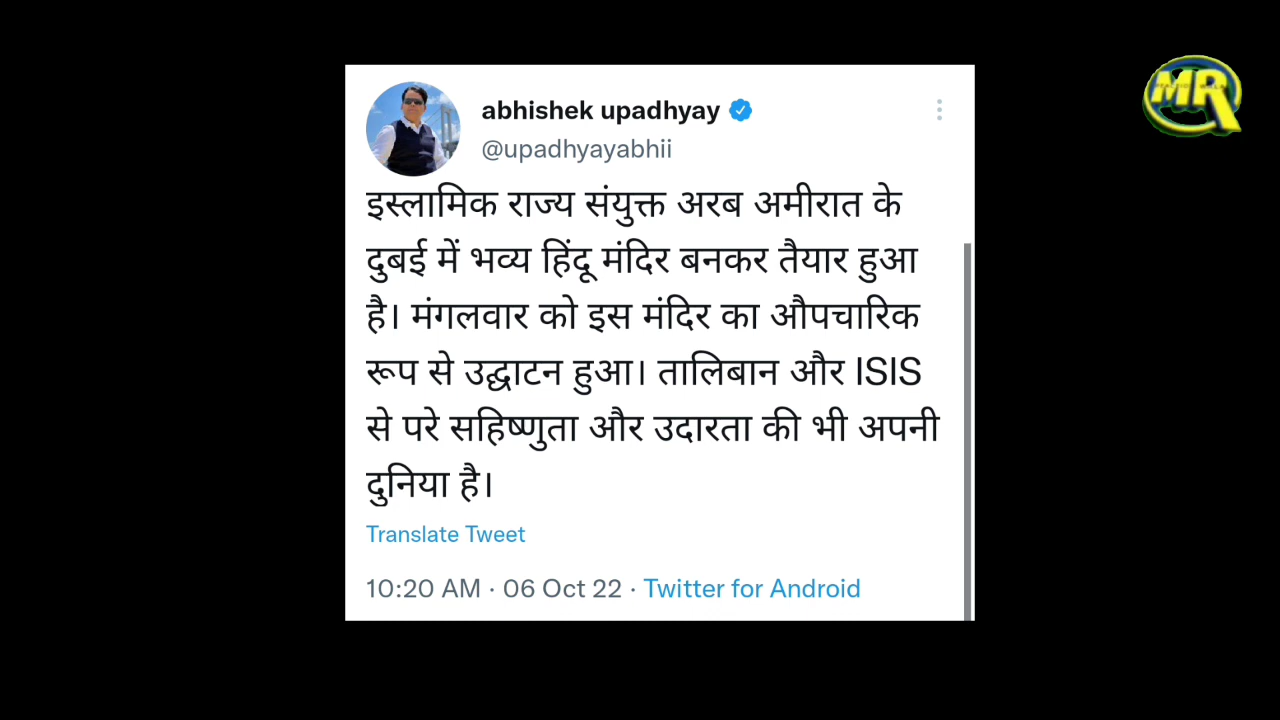 MR
abhishek upadhyay
@upadhyayabhii
इस्लामिक राज्य संयुक्त अरब अमीरात के
दुबई में भव्य हिंदू मंदिर बनकर तैयार हुआ
है। मंगलवार को इस मंदिर का औपचारिक
रूप से उद्घाटन हुआ। तालिबान और ISIS
से परे सहिष्णुता और उदारता की भी अपनी
दुनिया है।
Translate Tweet
10:20 AM · 06 Oct 22 · Twitter for Android